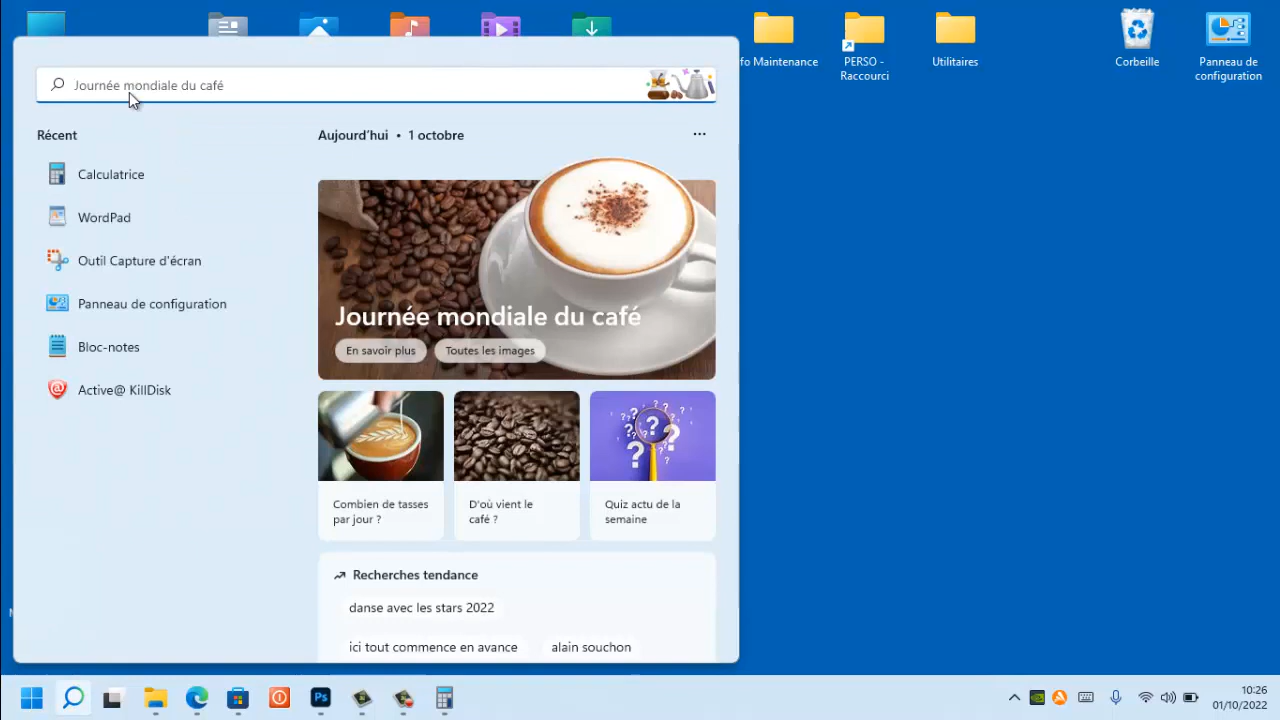 fo Maintenance
PERSO -
Raccourci
Utilitaires
Corbeille
Panneau de
configuration
Journée mondiale du café
Récent
Calculatrice
WordPad
Outil Capture d'écran
Panneau de configuration
Bloc-notes
Active@ KillDisk
Aujourd'hui • 1 octobre
...
Journée mondiale du café
En savoir plus
Toutes les images
Combien de tasses
par jour ?
D'où vient le
café ?
Quiz actu de la
semaine
Recherches tendance
danse avec les stars 2022
ici tout commence en avance
alain souchon
Ps
10:26
01/10/2022